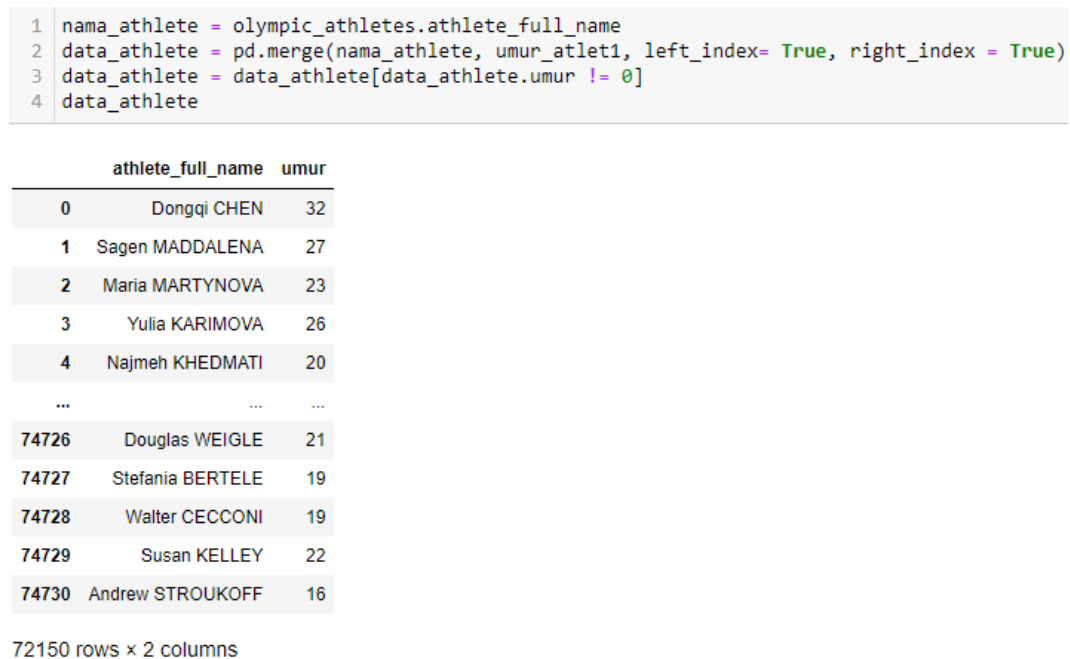 1 nama_athlete = olympic_athletes.athlete_full_name
2 data_athlete = pd.merge(nama_athlete, umur_atlet1, left_index= True, right_index = True)
3 data_athlete = data_athlete[data_athlete.umur != 0]
4 data_athlete
athlete_full_name umur
0 Dongqi CHEN 32
1 Sagen MADDALENA 27
2 Maria MARTYNOVA 23
3 Yulia KARIMOVA 26
4 Najmeh KHEDMATI 20
... ... ...
74726 Douglas WEIGLE 21
74727 Stefania BERTELE 19
74728 Walter CECCONI 19
74729 Susan KELLEY 22
74730 Andrew STROUKOFF 16
72150 rows × 2 columns